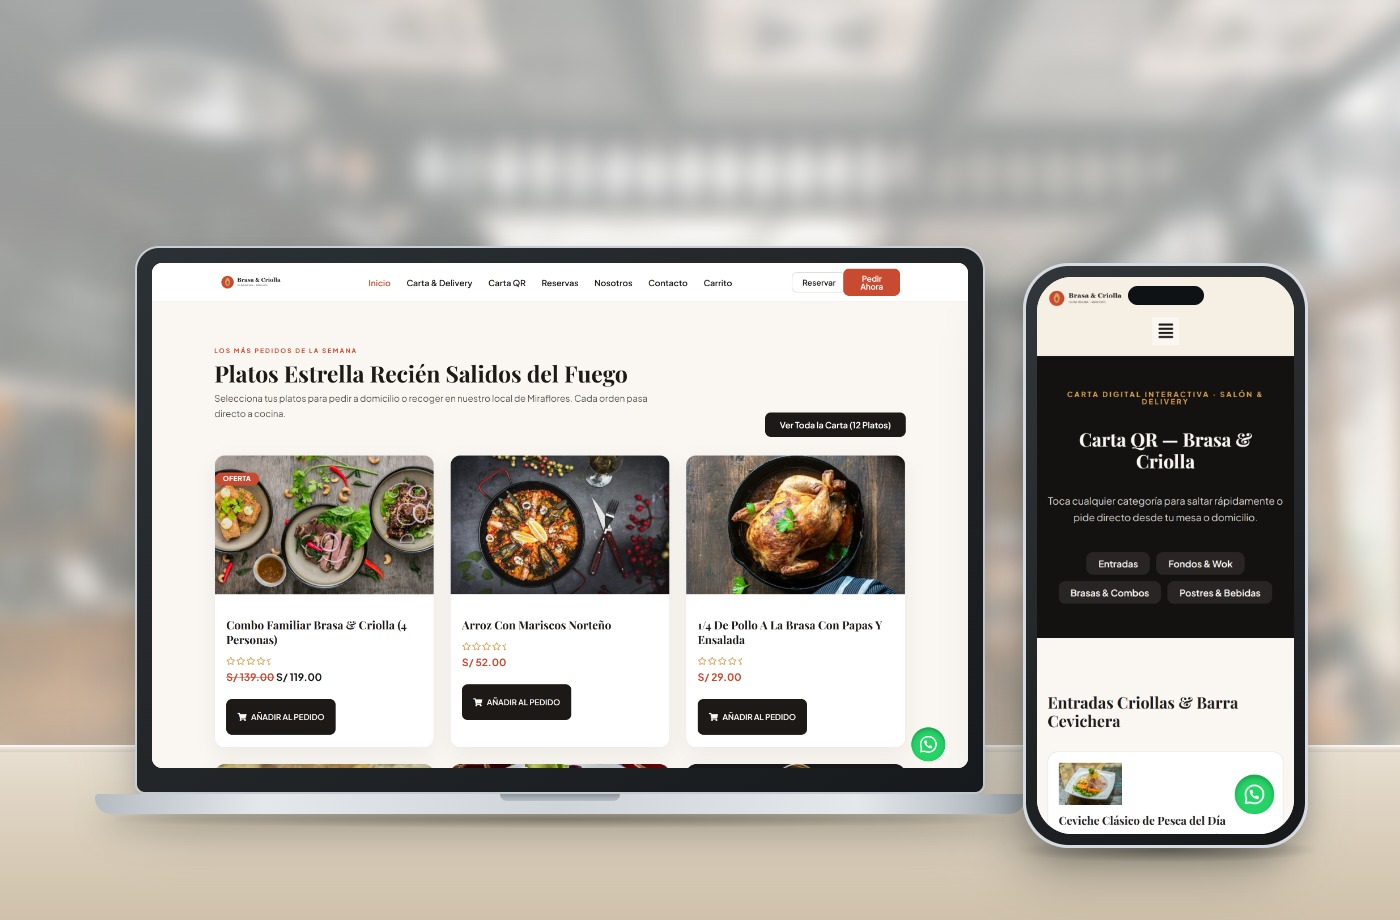 Brasa & Criolla
Inicio
Carta & Delivery
Carta QR
Reservas
Nosotros
Contacto
Carrito
Reservar
Pedir
Ahora
LOS MÁS PEDIDOS DE LA SEMANA
Platos Estrella Recién Salidos del Fuego
Selecciona tus platos para pedir a domicilio o recoger en nuestro local de Miraflores. Cada orden pasa
directo a cocina.
Ver Toda la Carta (12 Platos)
OFERTA
Combo Familiar Brasa & Criolla (4
Personas)
S/ 139.00 S/ 119.00
AÑADIR AL PEDIDO
Arroz Con Mariscos Norteño
S/ 52.00
AÑADIR AL PEDIDO
1/4 De Pollo A La Brasa Con Papas Y
Ensalada
S/ 29.00
AÑADIR AL PEDIDO
Brasa & Criolla
CARTA DIGITAL INTERACTIVA · SALÓN &
DELIVERY
Carta QR — Brasa &
Criolla
Toca cualquier categoría para saltar rápidamente o
pide directo desde tu mesa o domicilio.
Entradas
Fondos & Wok
Brasas & Combos
Postres & Bebidas
Entradas Criollas & Barra
Cevichera
Ceviche Clásico de Pesca del Día